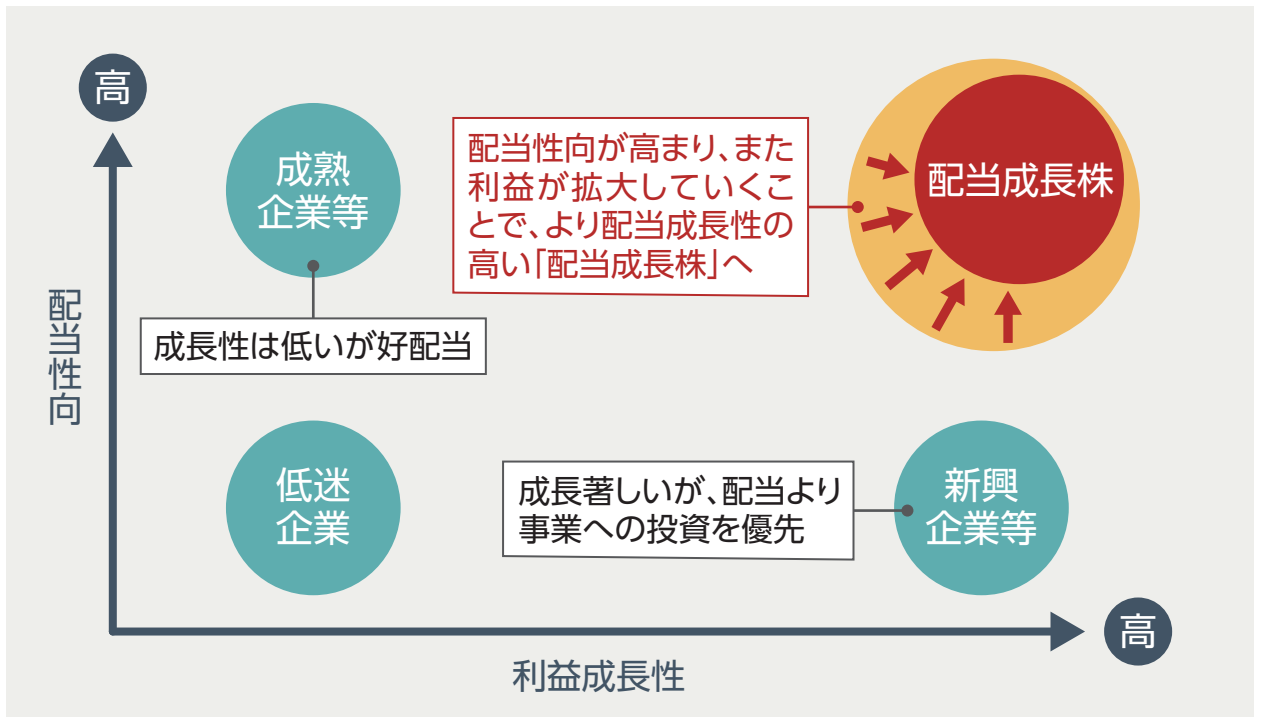 高
成熟
企業等
成長性は低いが好配当
配当性向が高まり、また
利益が拡大していくこ
とで、より配当成長性の
高い「配当成長株」へ
配当成長株
配当性向
低迷
企業
成長著しいが、配当より
事業への投資を優先
新興
企業等
高
利益成長性